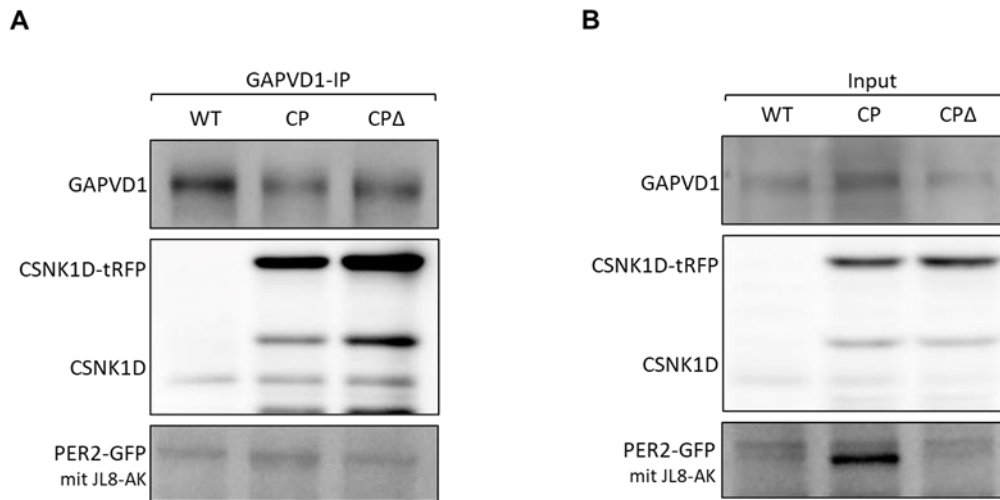 A
GAPVD1-IP
WT CP CPΔ
GAPVD1
CSNK1D-tRFP
CSNK1D
PER2-GFP
mit JL8-AK
B
Input
WT CP CPΔ
GAPVD1
CSNK1D-tRFP
CSNK1D
PER2-GFP
mit JL8-AK